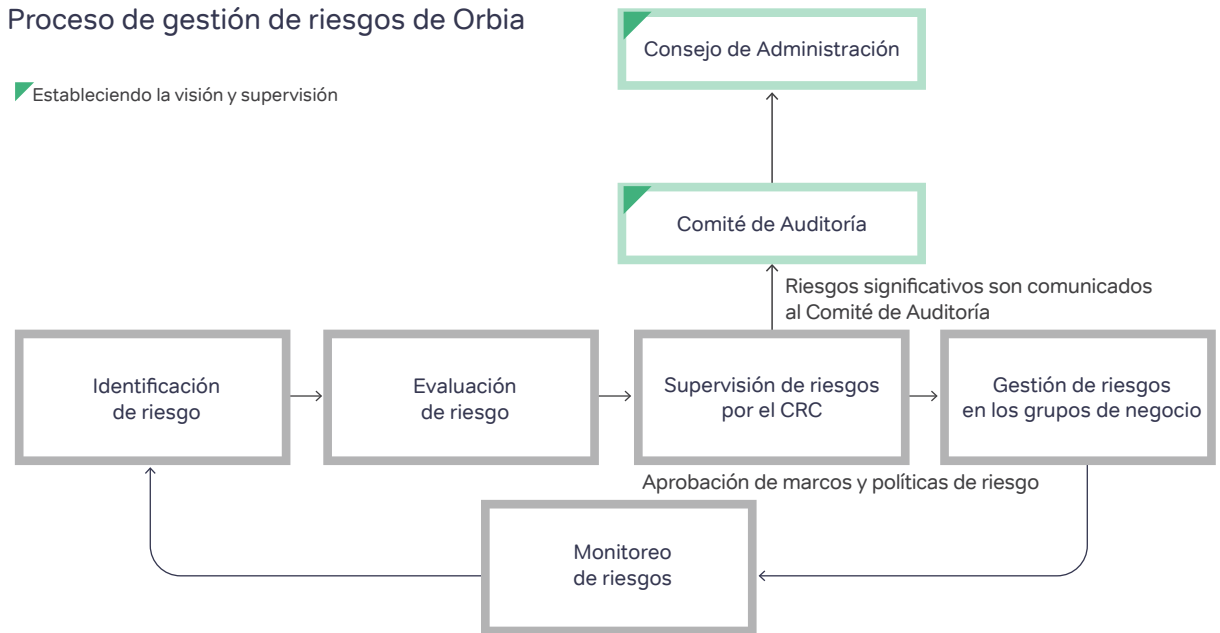 Proceso de gestión de riesgos de Orbia
Estableciendo la visión y supervisión
Consejo de Administración
Comité de Auditoría
Riesgos significativos son comunicados
al Comité de Auditoría
Identificación
de riesgo
Evaluación
de riesgo
Supervisión de riesgos
por el CRC
Gestión de riesgos
en los grupos de negocio
Aprobación de marcos y políticas de riesgo
Monitoreo
de riesgos